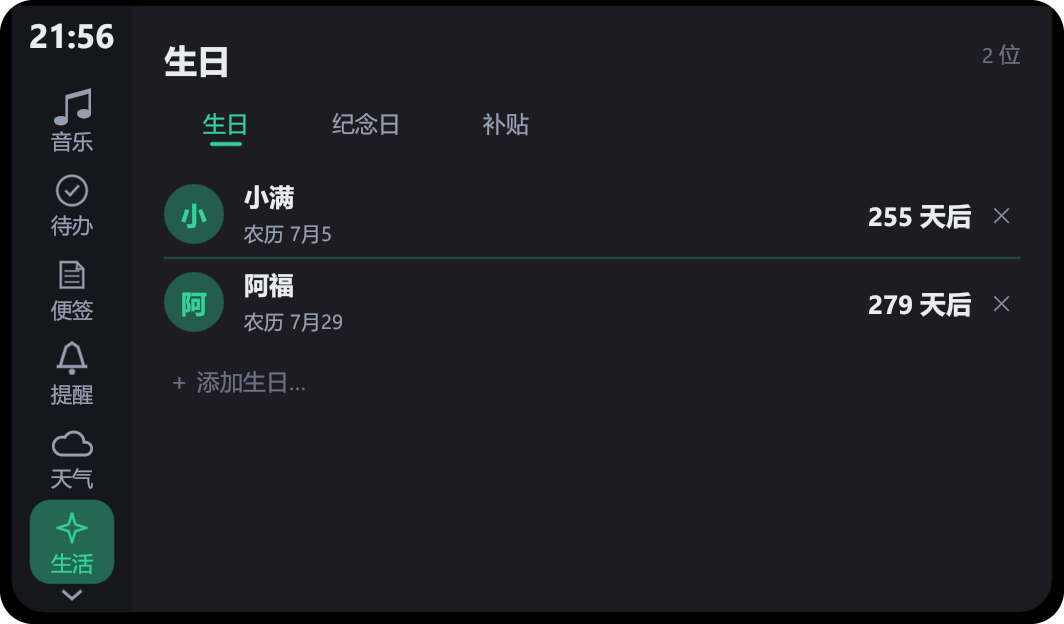 21:56
音乐
待办
便签
提醒
天气
生活
生日
2 位
生日 纪念日 补贴
小
小满
农历 7月5
255 天后
阿
阿福
农历 7月29
279 天后
+ 添加生日...